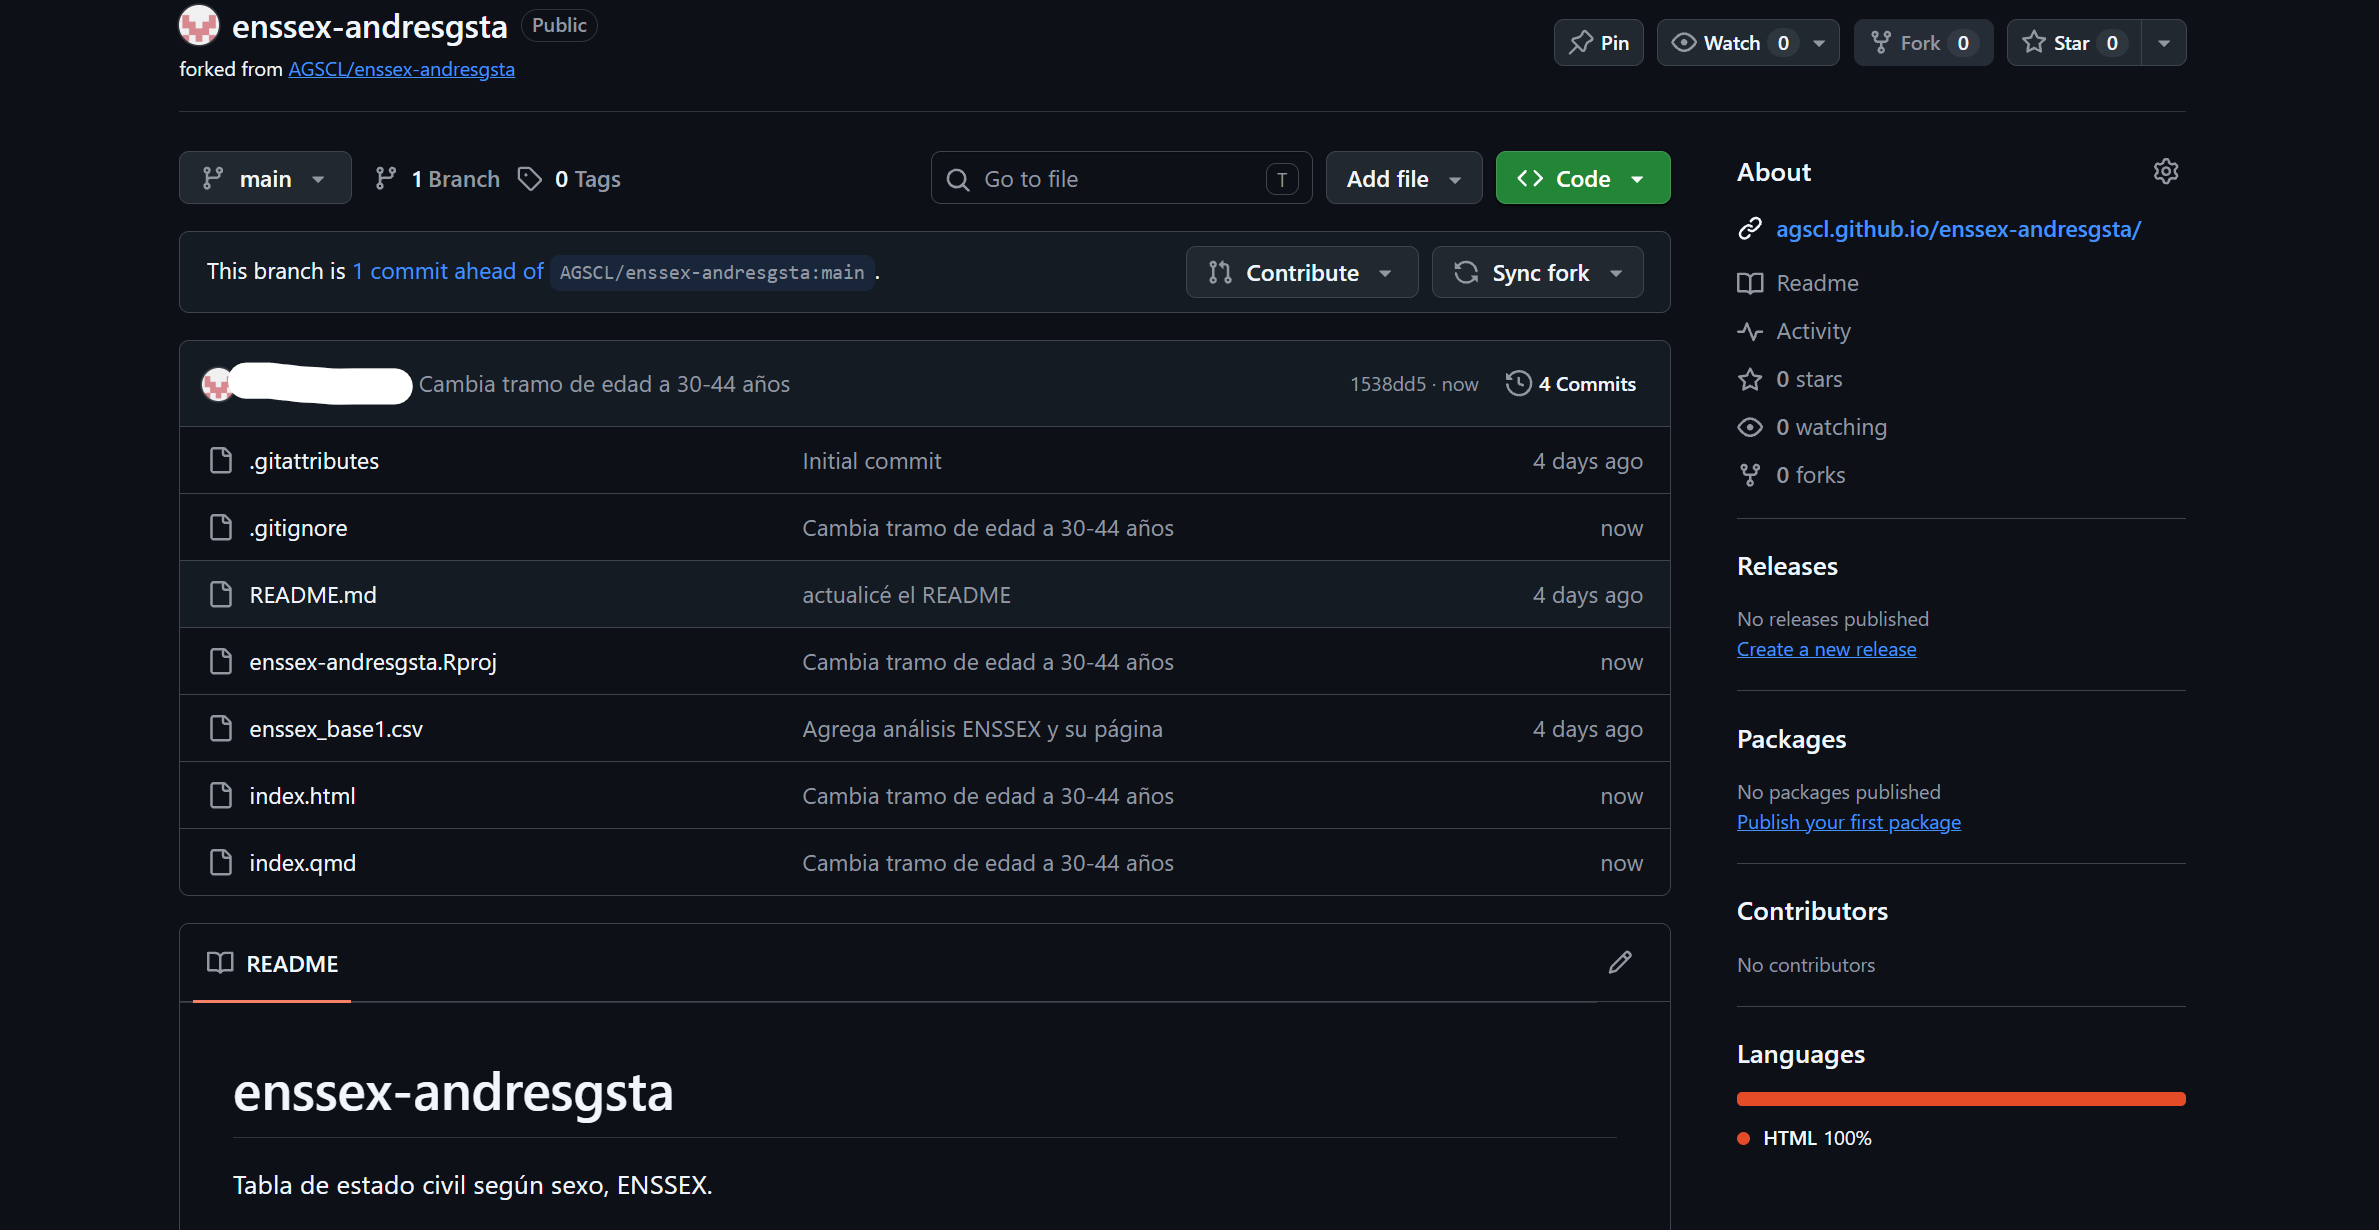 enssex-andresgsta Public
forked from AGSCL/enssex-andresgsta
Pin
Watch 0
Fork 0
Star 0
main
1 Branch
0 Tags
Go to file
T
Add file
Code
This branch is 1 commit ahead of AGSCL/enssex-andresgsta:main .
Contribute
Sync fork
Cambia tramo de edad a 30-44 años
1538dd5 · now
4 Commits
.gitattributes Initial commit 4 days ago
.gitignore Cambia tramo de edad a 30-44 años now
README.md actualicé el README 4 days ago
enssex-andresgsta.Rproj Cambia tramo de edad a 30-44 años now
enssex_base1.csv Agrega análisis ENSSEX y su página 4 days ago
index.html Cambia tramo de edad a 30-44 años now
index.qmd Cambia tramo de edad a 30-44 años now
README
enssex-andresgsta
Tabla de estado civil según sexo, ENSSEX.
About
agscl.github.io/enssex-andresgsta/
Readme
Activity
0 stars
0 watching
0 forks
Releases
No releases published
Create a new release
Packages
No packages published
Publish your first package
Contributors
No contributors
Languages
HTML 100%